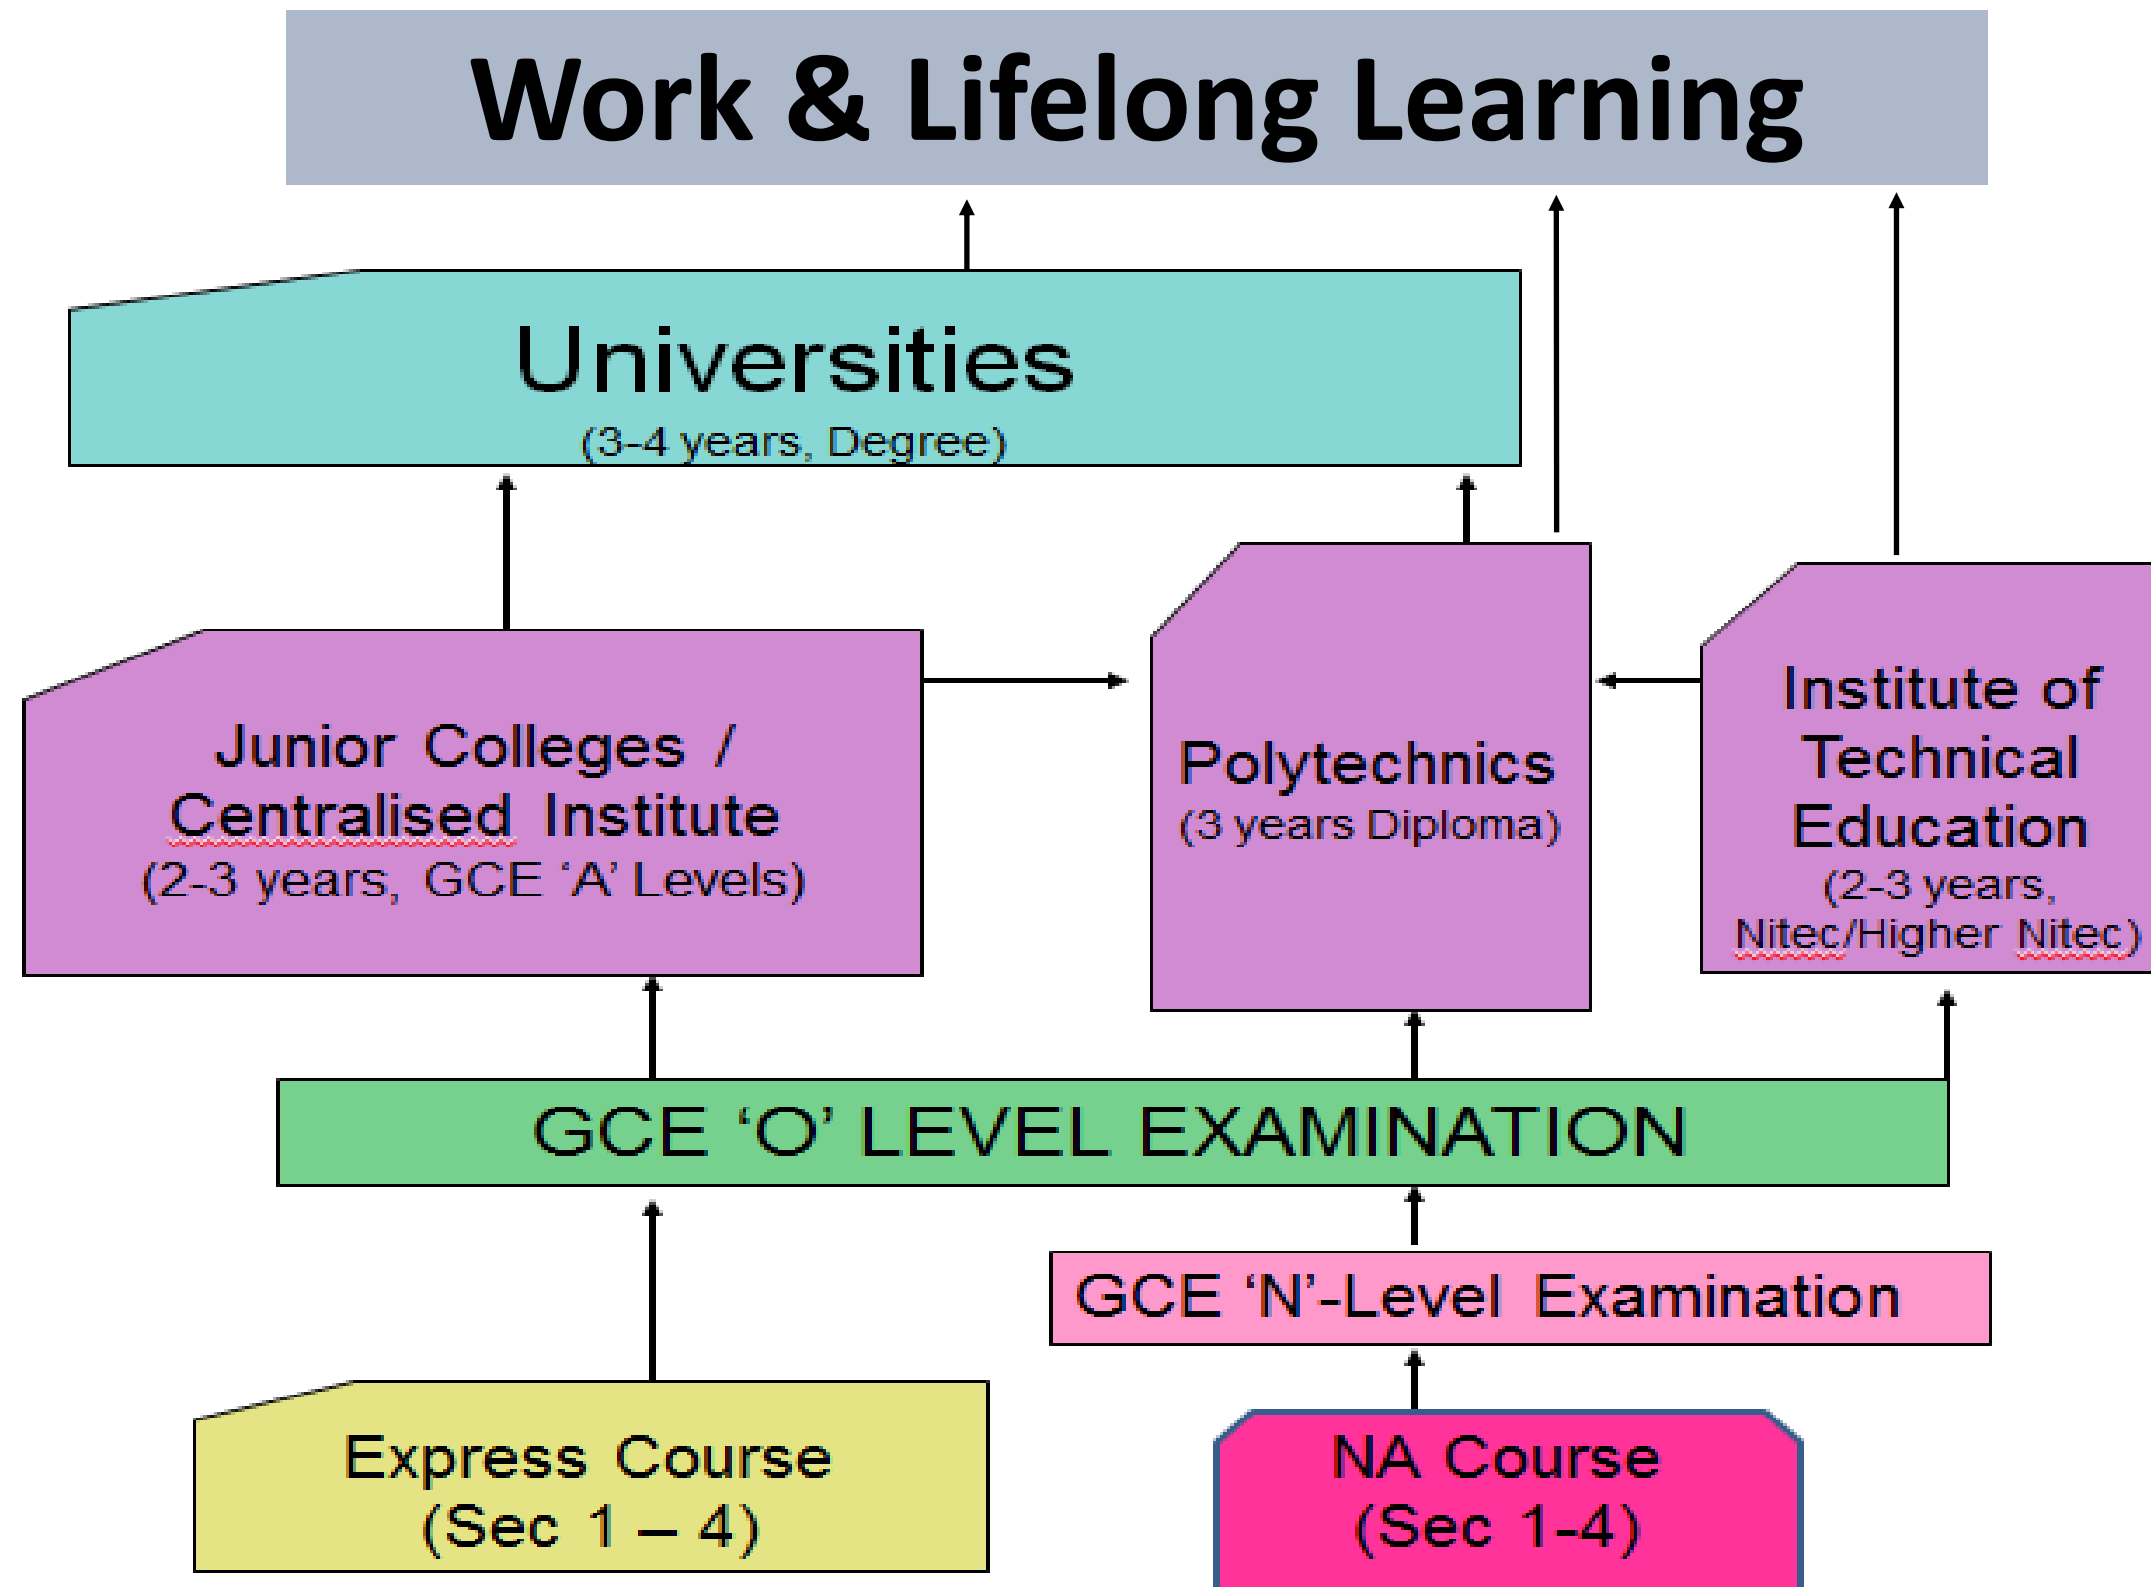 Work & Lifelong Learning
Universities
(3-4 years, Degree)
Junior Colleges /
Centralised Institute
(2-3 years, GCE ‘A’ Levels)
Polytechnics
(3 years Diploma)
Institute of
Technical
Education
(2-3 years,
Nitec/Higher Nitec)
GCE ‘O’ LEVEL EXAMINATION
GCE ‘N’-Level Examination
Express Course
(Sec 1 – 4)
NA Course
(Sec 1-4)